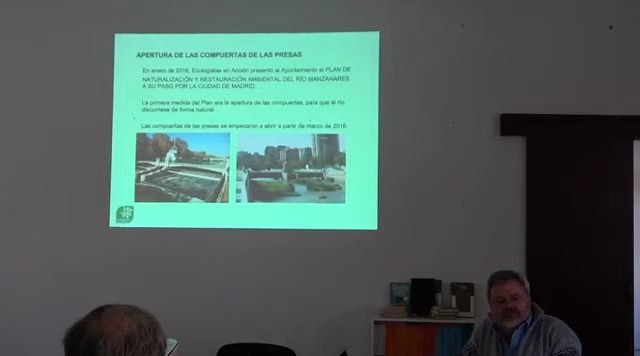 APERTURA DE LAS COMPUERTAS DE LAS PRESAS
En enero de 2016, Ecologistas en Acción presentó al Ayuntamiento el PLAN DE
NATURALIZACIÓN Y RESTAURACIÓN AMBIENTAL DEL RÍO MANZANARES
A SU PASO POR LA CIUDAD DE MADRID.
La primera medida del Plan era la apertura de las compuertas, para que el río
discurriese de forma natural.
Las compuertas de las presas se empezaron a abrir a partir de marzo de 2016.